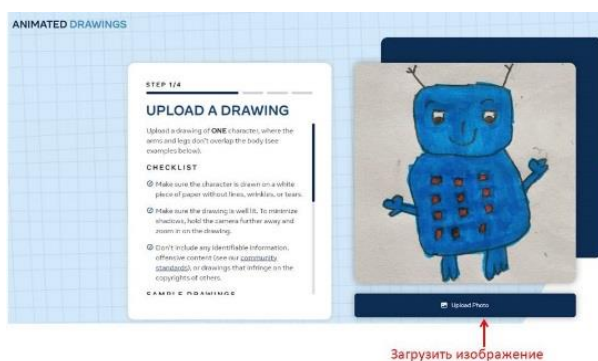 ANIMATED DRAWINGS
STEP 1/4
UPLOAD A DRAWING
Upload a drawing of ONE character, where the
arms and legs don't overlap the body (see
examples below).
CHECKLIST
Make sure the character is drawn on a white
piece of paper without lines, wrinkles, or tears.
Make sure the drawing is well lit. To minimize
shadows, hold the camera further away and
zoom in on the drawing.
Don't include any identifiable information,
offensive content (see our community
standards), or drawings that infringe on the
copyrights of others.
SAMPLE DRAWINGS
Upload Photo
Загрузить изображение